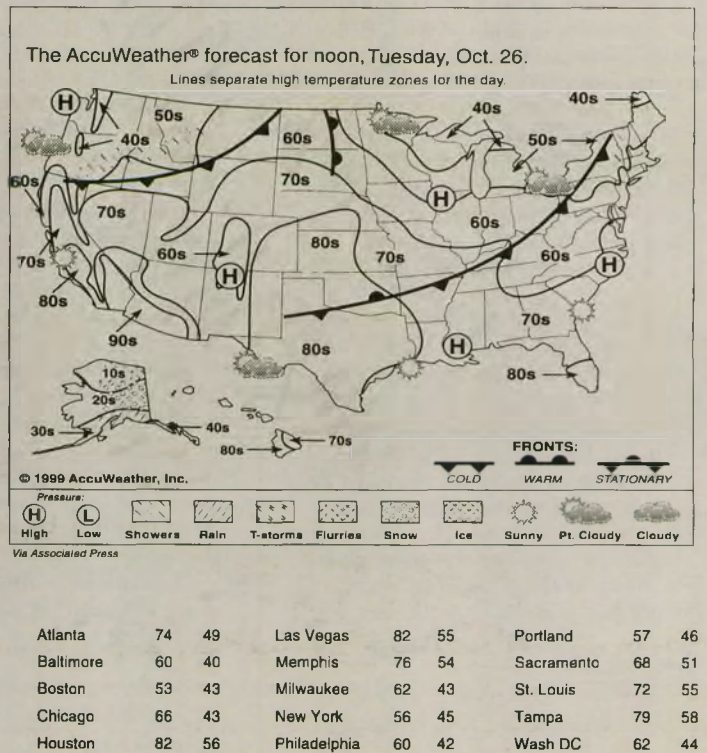 The AccuWeather® forecast for noon, Tuesday, Oct. 26.
Lines separate high temperature zones for the day.
H
50s
40s
40s
40s
40s
50s
60s
60s
70s
70s
70s
60s
H
80s
70s
60s
60s
H
H
70s
80s
90s
80s
70s
H
80s
10s
20s
30s
40s
80s
70s
© 1999 AccuWeather, Inc.
FRONTS:
COLD WARM STATIONARY
Pressure:
H L
High Low Showers Rain T-storms Flurries Snow Ice Sunny Pt. Cloudy Cloudy
Via Associated Press
Atlanta 74 49 Las Vegas 82 55 Portland 57 46
Baltimore 60 40 Memphis 76 54 Sacramento 68 51
Boston 53 43 Milwaukee 62 43 St. Louis 72 55
Chicago 66 43 New York 56 45 Tampa 79 58
Houston 82 56 Philadelphia 60 42 Wash DC 62 44